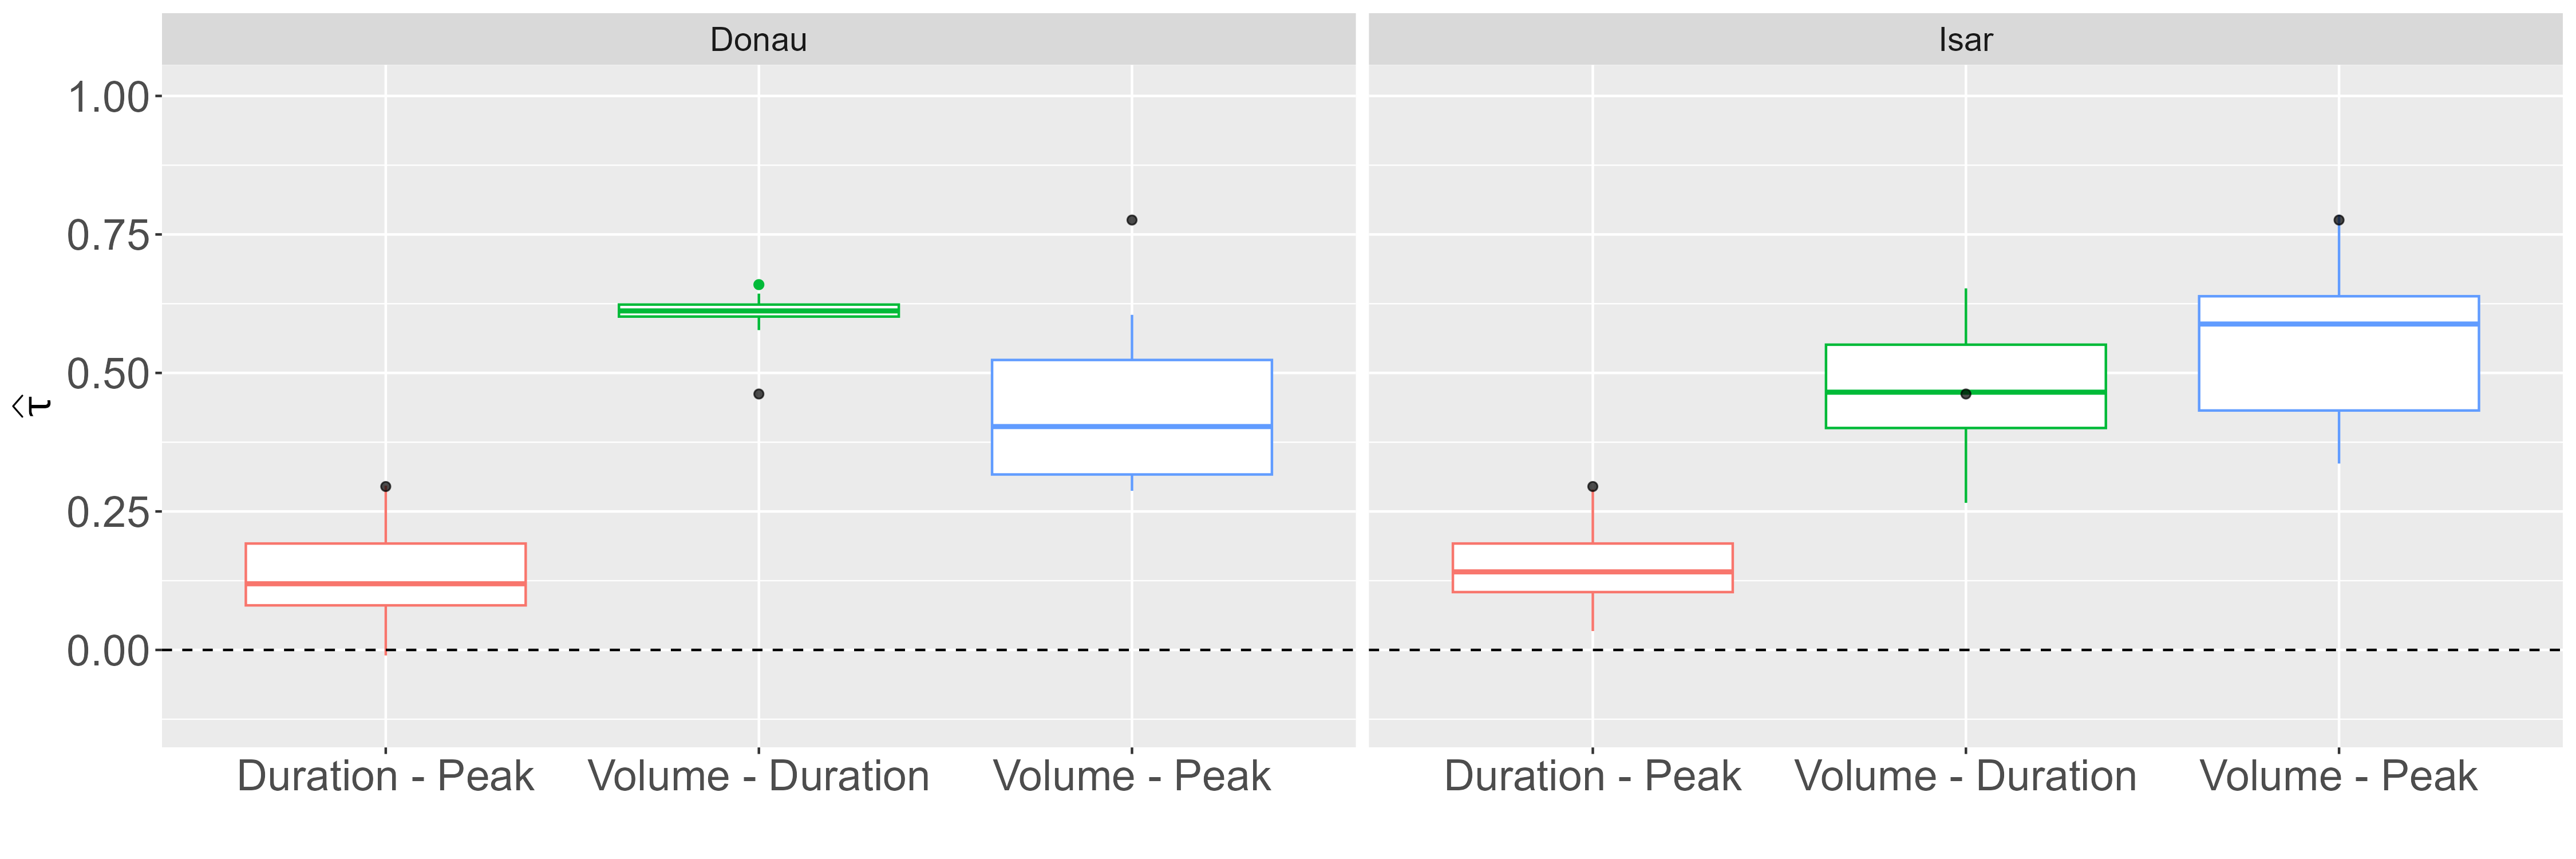 Donau Isar
1.00
0.75
0.50
0.25
0.00
τ̂
Duration - Peak Volume - Duration Volume - Peak Duration - Peak Volume - Duration Volume - Peak